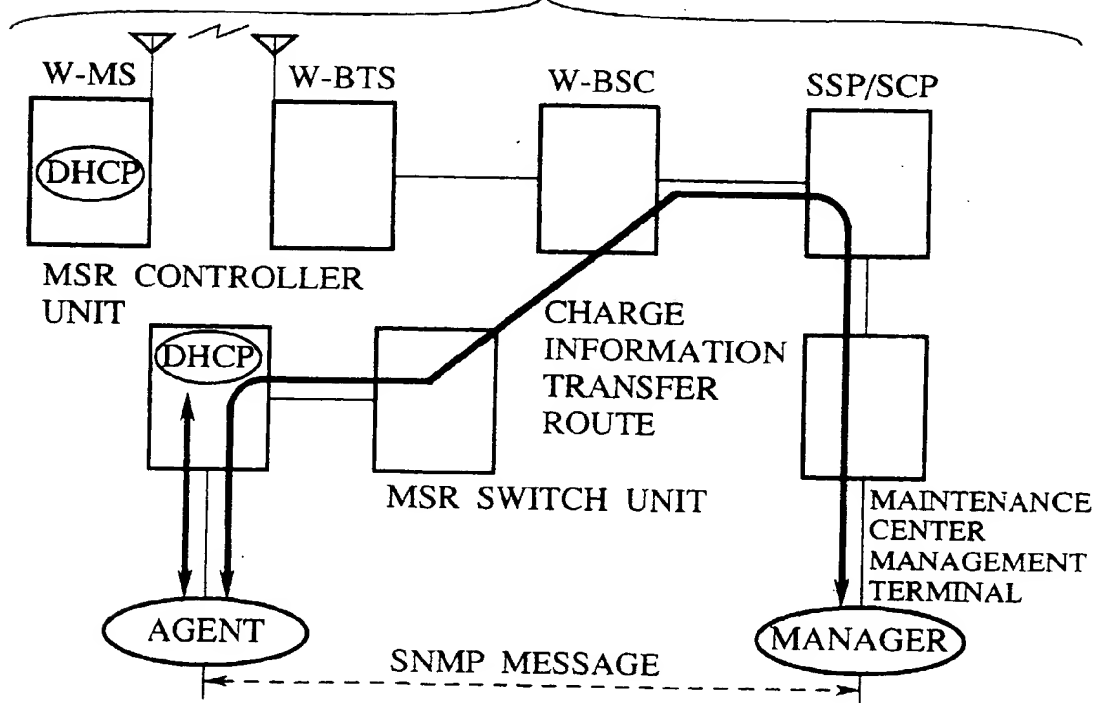 W-MS
W-BTS
W-BSC
SSP/SCP
DHCP
MSR CONTROLLER
UNIT
DHCP
CHARGE
INFORMATION
TRANSFER
ROUTE
MSR SWITCH UNIT
MAINTENANCE
CENTER
MANAGEMENT
TERMINAL
AGENT
MANAGER
SNMP MESSAGE